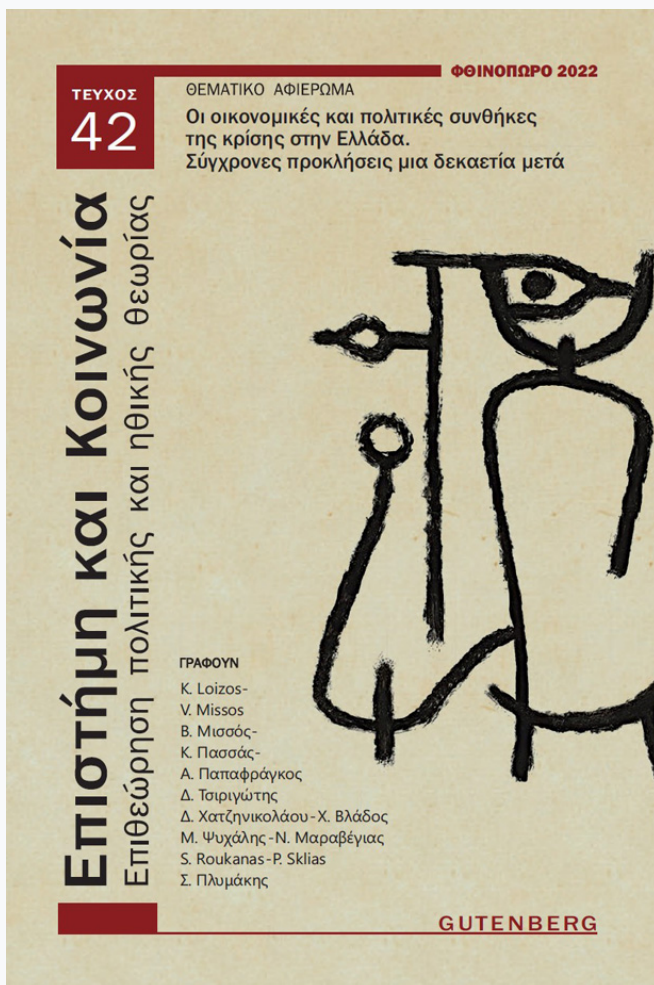 ΦΘΙΝΟΠΩΡΟ 2022
ΤΕΥΧΟΣ
42
ΘΕΜΑΤΙΚΟ ΑΦΙΕΡΩΜΑ
Οι οικονομικές και πολιτικές συνθήκες
της κρίσης στην Ελλάδα.
Σύγχρονες προκλήσεις μια δεκαετία μετά
Επιστήμη και Κοινωνία
Επιθεώρηση πολιτικής και ηθικής θεωρίας
ΓΡΑΦΟΥΝ
K. Loizos-
V. Missos
Β. Μισσός-
Κ. Πασσάς-
Α. Παπαφράγκος
Δ. Τσιριγώτης
Δ. Χατζηνικολάου-Χ. Βλάδος
Μ. Ψυχάλης-Ν. Μαραβέγιας
S. Roukanas-P. Sklias
Σ. Πλυμάκης
GUTENBERG